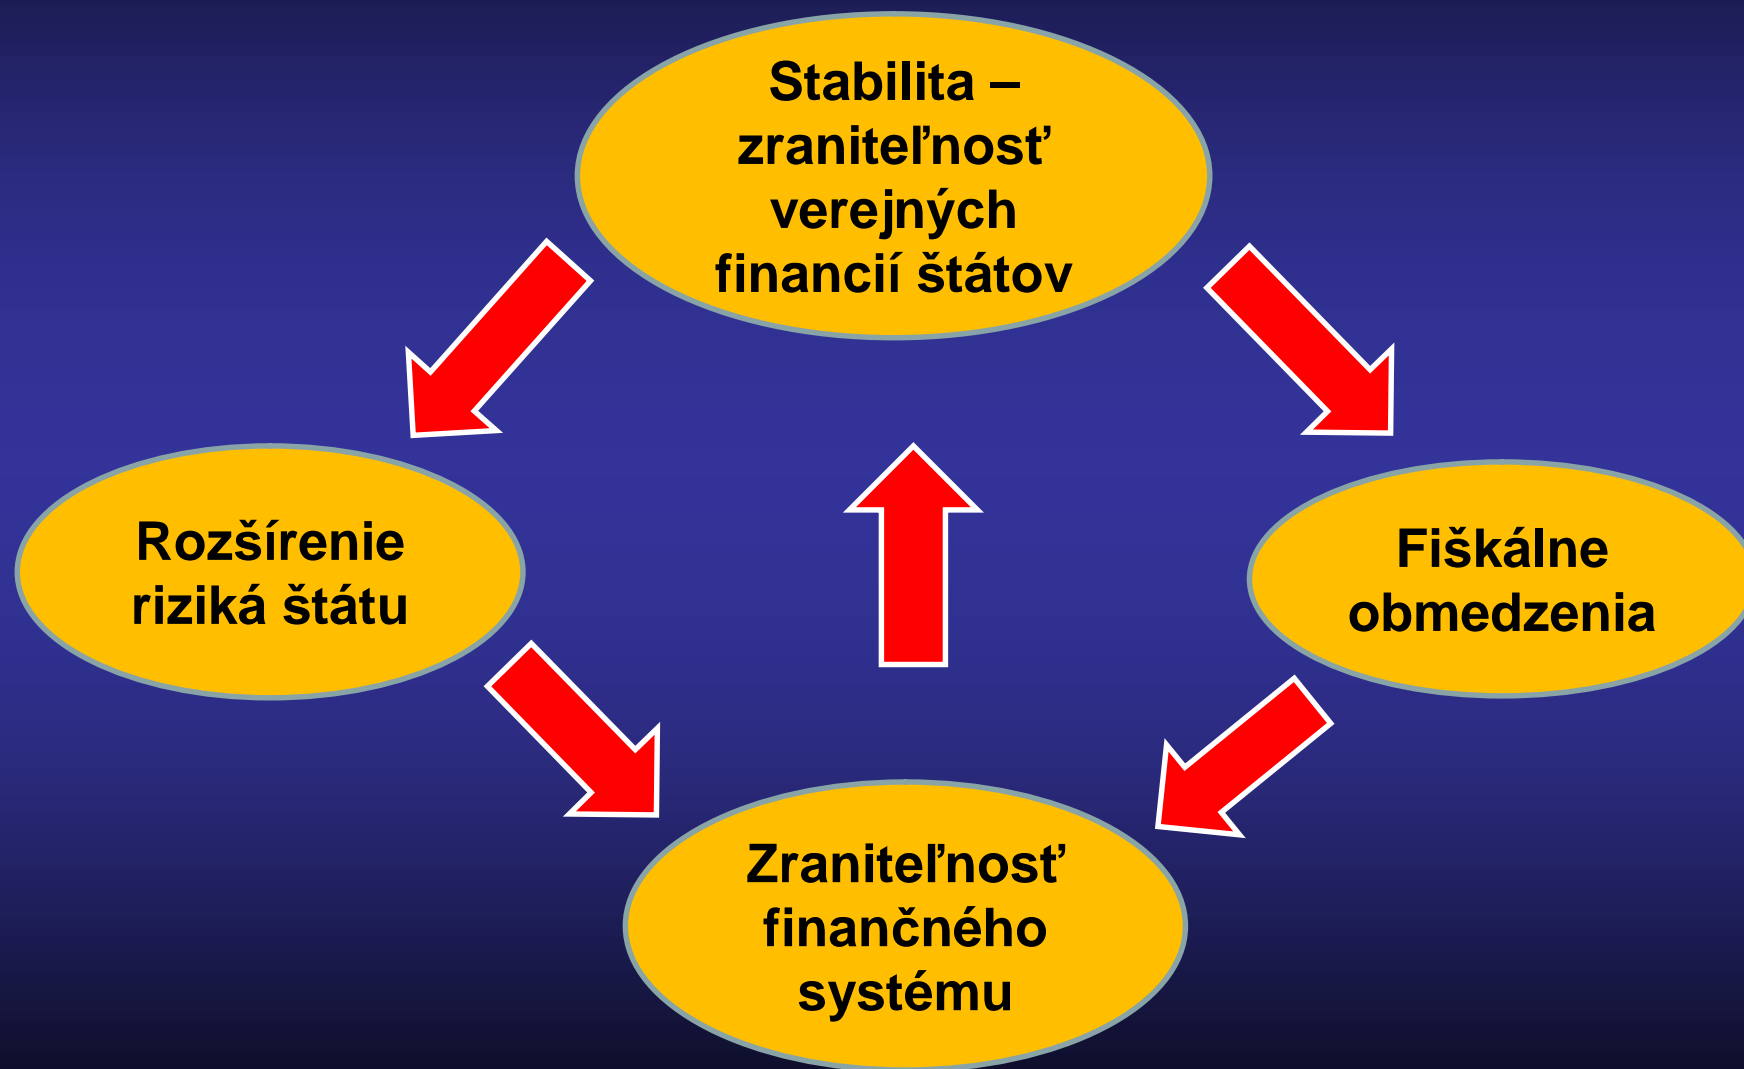 Stabilita –
zraniteľnosť
verejných
financií štátov
Rozšírenie
riziká štátu
Fiškálne
obmedzenia
Zraniteľnosť
finančného
systému